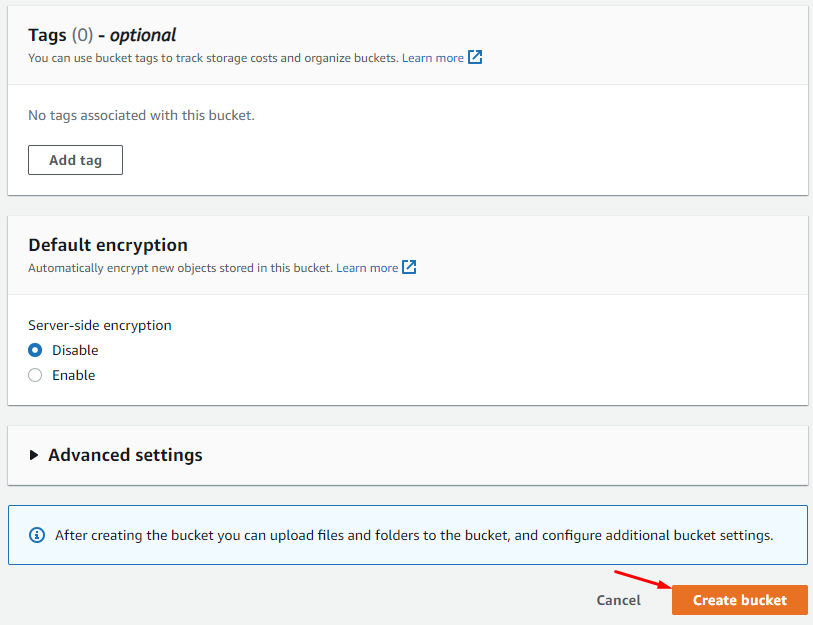 Tags (0) - optional
You can use bucket tags to track storage costs and organize buckets. Learn more
No tags associated with this bucket.
Add tag
Default encryption
Automatically encrypt new objects stored in this bucket. Learn more
Server-side encryption
Disable
Enable
Advanced settings
After creating the bucket you can upload files and folders to the bucket, and configure additional bucket settings.
Cancel Create bucket